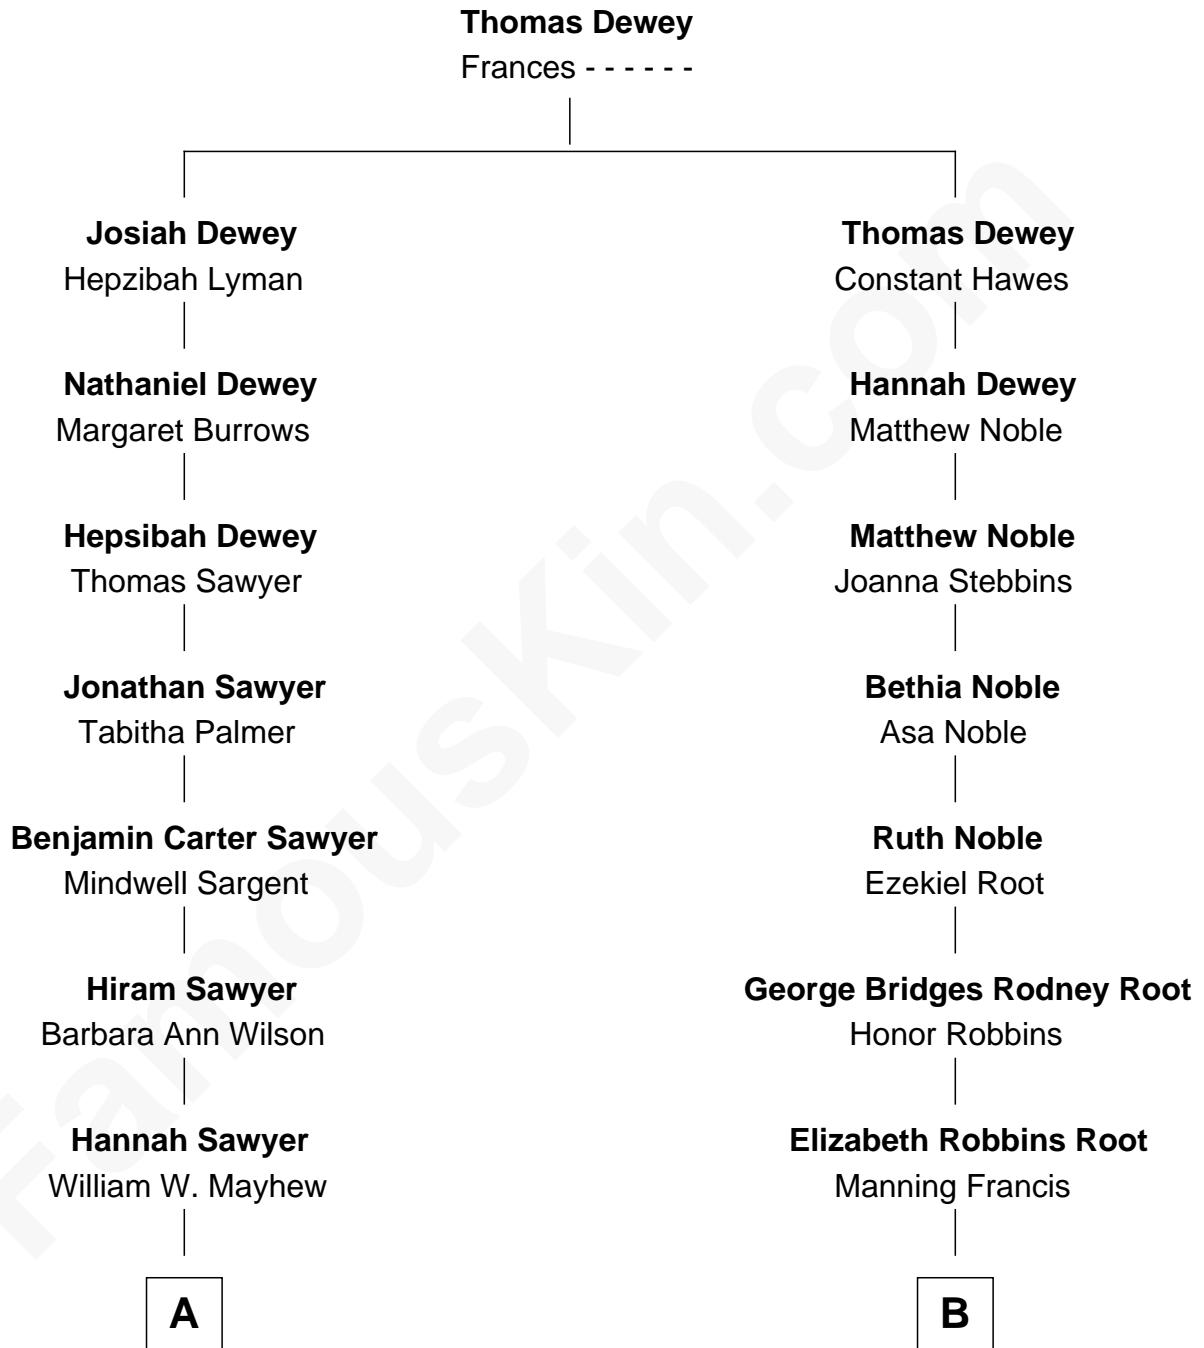 Thomas Dewey
Frances - - - - - -
Josiah Dewey
Hepzibah Lyman
Thomas Dewey
Constant Hawes
Nathaniel Dewey
Margaret Burrows
Hannah Dewey
Matthew Noble
Hepsibah Dewey
Thomas Sawyer
Matthew Noble
Joanna Stebbins
Jonathan Sawyer
Tabitha Palmer
Bethia Noble
Asa Noble
Benjamin Carter Sawyer
Mindwell Sargent
Ruth Noble
Ezekiel Root
Hiram Sawyer
Barbara Ann Wilson
George Bridges Rodney Root
Honor Robbins
Hannah Sawyer
William W. Mayhew
Elizabeth Robbins Root
Manning Francis
A
B
FamousKin.com